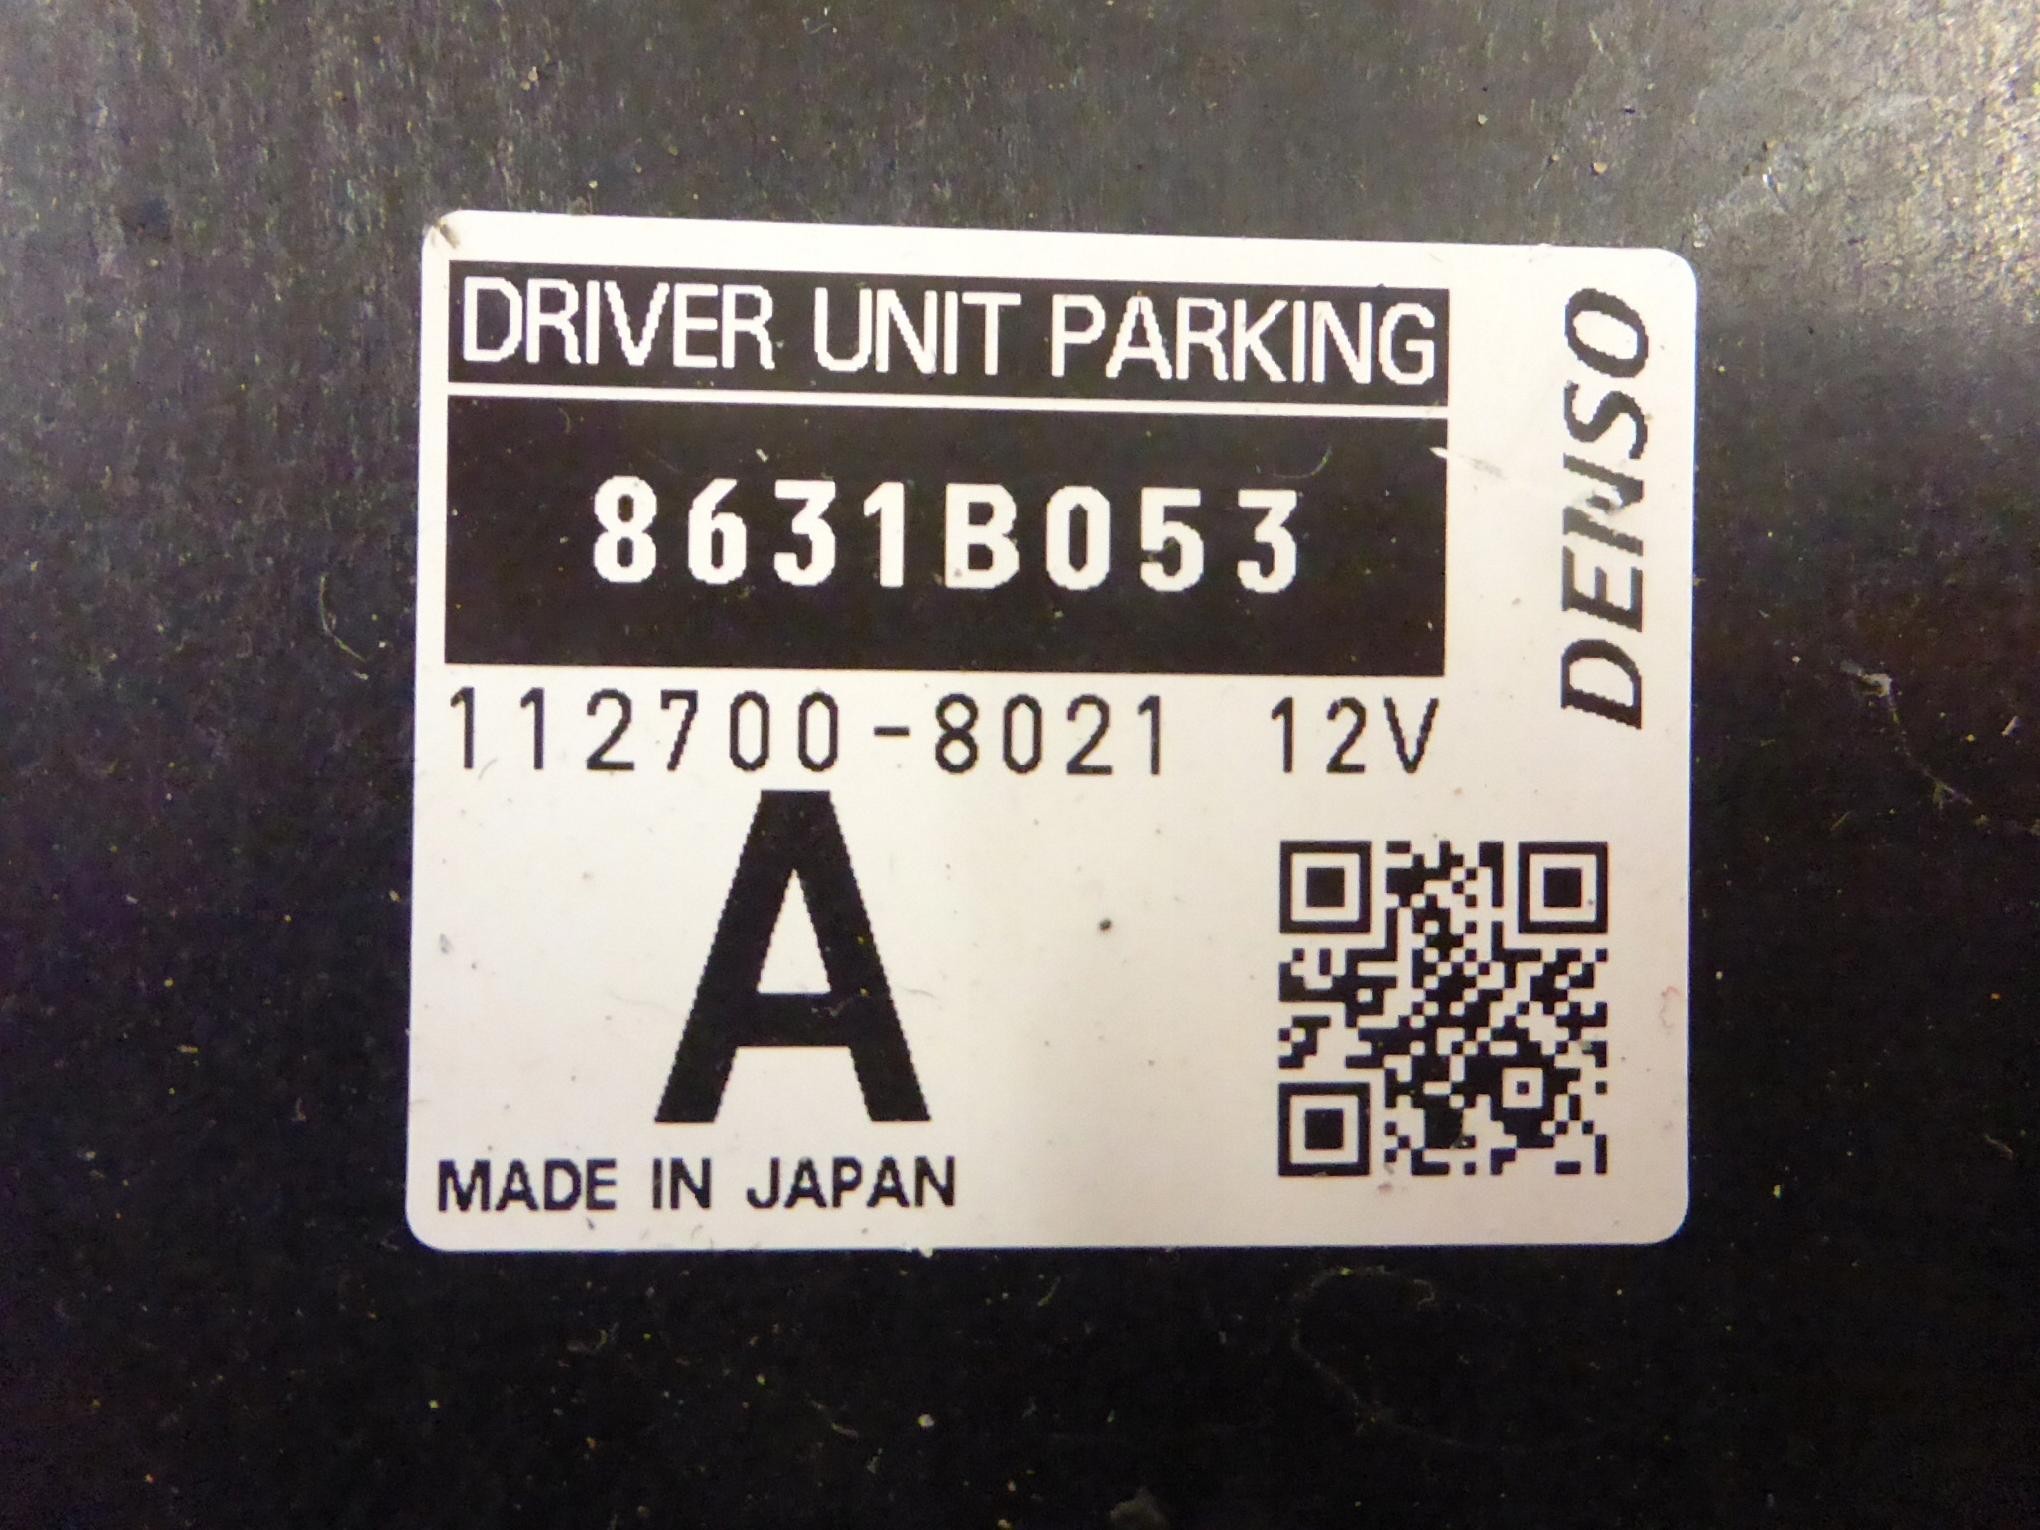 DRIVER UNIT PARKING
8631B053
112700-8021 12V
A
MADE IN JAPAN
DENSO